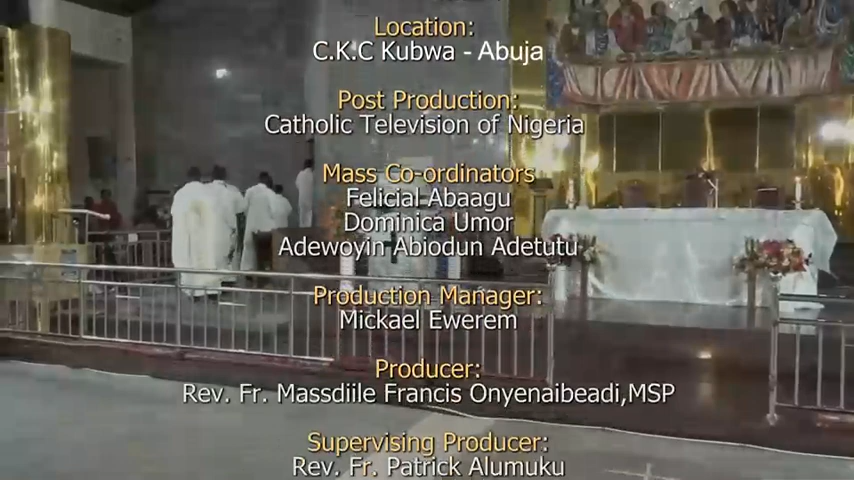 Location:
C.K.C Kubwa - Abuja
Post Production:
Catholic Television of Nigeria
Mass Co-ordinators
Felicial Abaagu
Dominica Umor
Adewoyin Abiodun Adetutu
Production Manager:
Mickael Ewerem
Producer:
Rev. Fr. Massdiile Francis Onyenaibeadi,MSP
Supervising Producer:
Rev. Fr. Patrick Alumuku